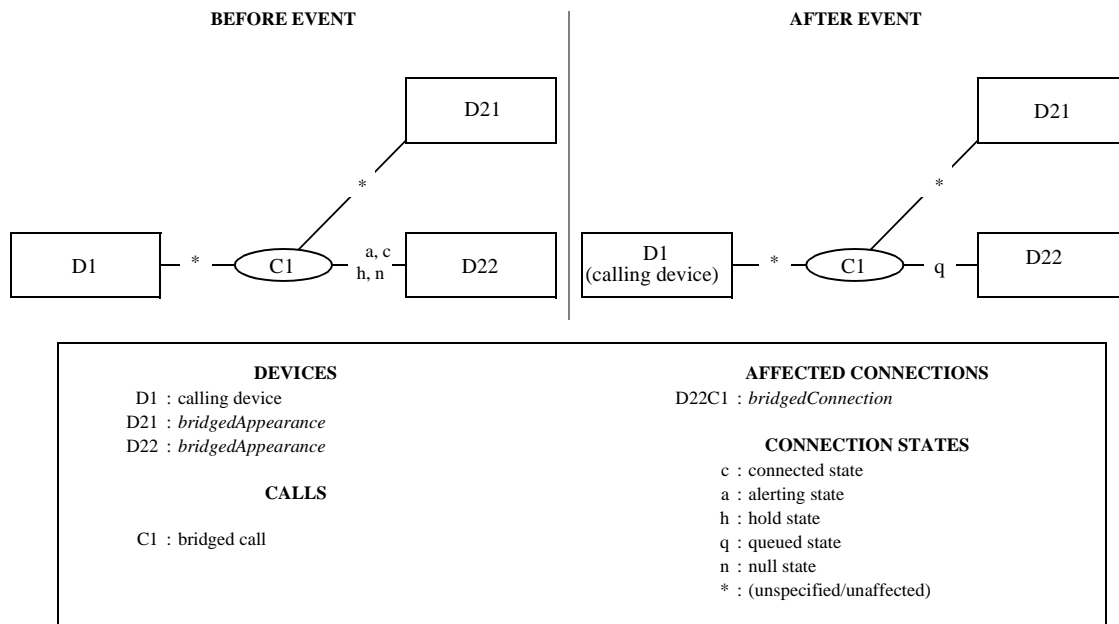 BEFORE EVENT
AFTER EVENT
D21
D21
*
*
D1
*
C1
a, c
h, n
D22
D1
(calling device)
*
C1
q
D22
DEVICES
D1 : calling device
D21 : bridgedAppearance
D22 : bridgedAppearance
CALLS
C1 : bridged call
AFFECTED CONNECTIONS
D22C1 : bridgedConnection
CONNECTION STATES
c : connected state
a : alerting state
h : hold state
q : queued state
n : null state
* : (unspecified/unaffected)